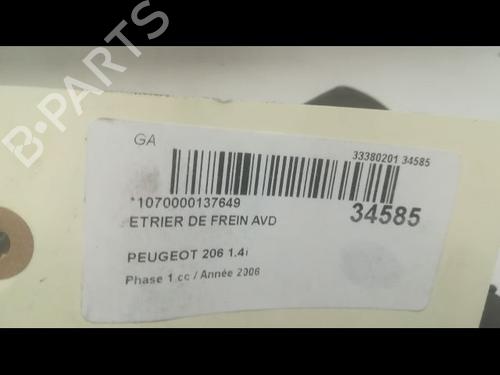 B-PARTS
GA
33380201 34585
*1070000137649
34585
ETRIER DE FREIN AVD
PEUGEOT 206 1.4i
Phase 1 cc / Année 2006